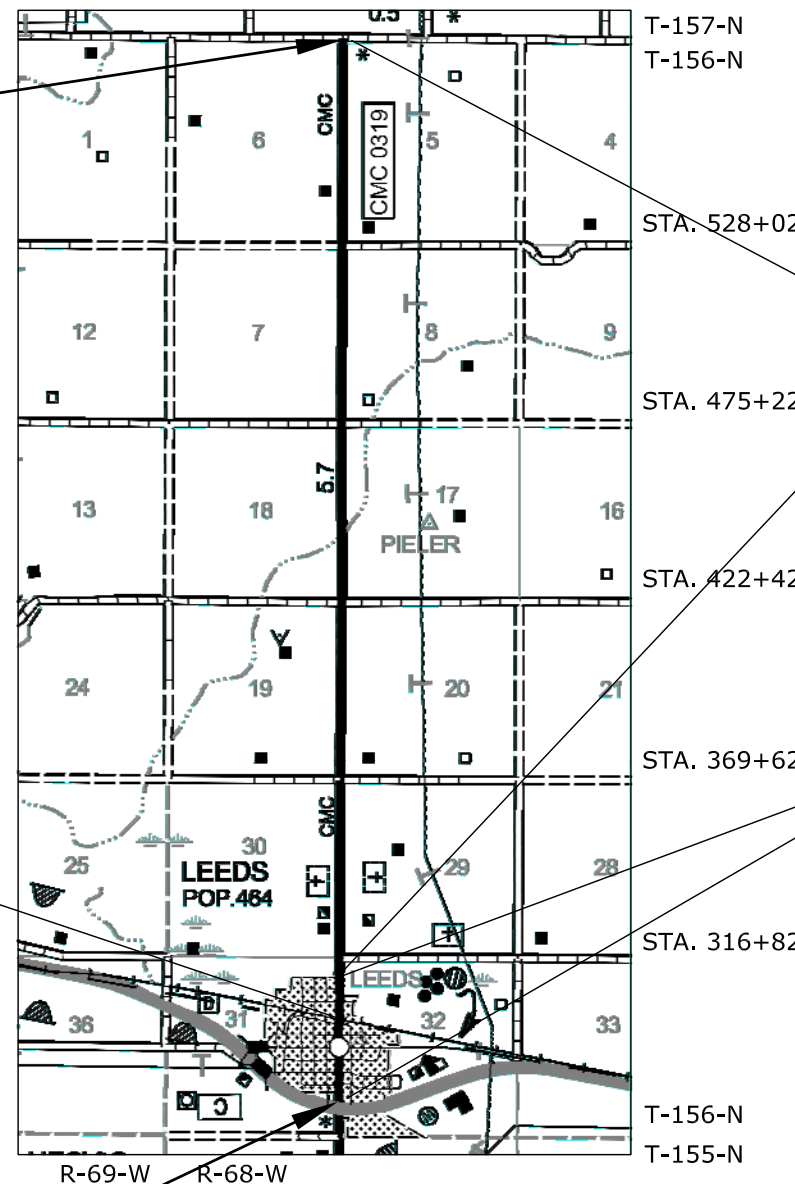 0.5
*
T-157-N
T-156-N
*
CMC
CMC 0319
1
6
5
4
STA. 528+02
12
7
8
9
STA. 475+22
5.7
13
18
17
16
PIELER
STA. 422+42
24
19
20
21
STA. 369+62
CMC
25
30
29
28
LEEDS
POP.464
STA. 316+82
LEEDS
36
31
32
33
D
C
*
T-156-N
T-155-N
R-69-W R-68-W